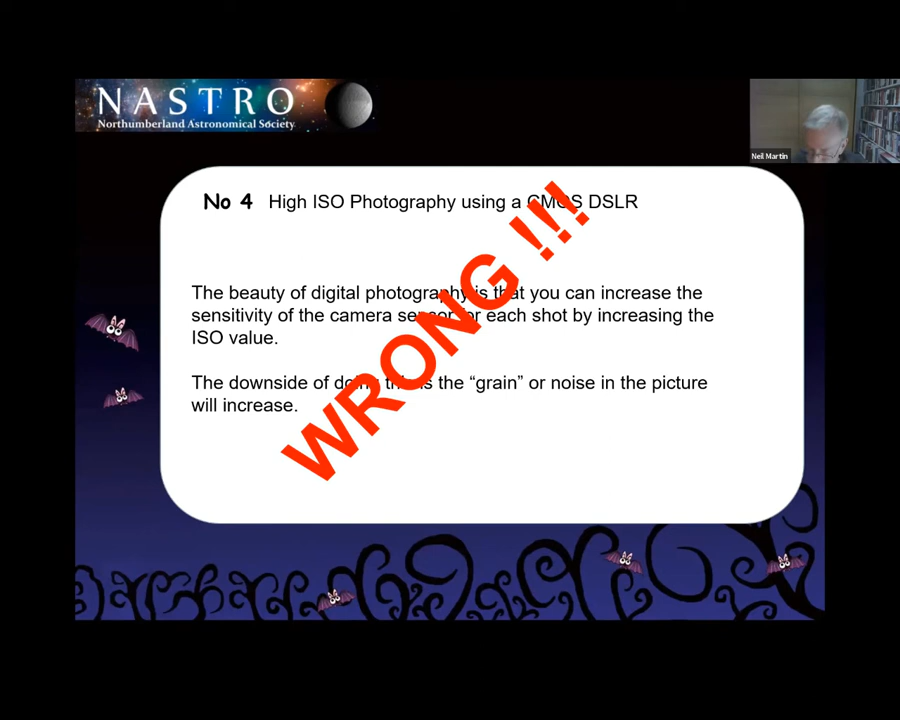 NASTRO
Northumberland Astronomical Society
Neil Martin
No 4 High ISO Photography using a CMOS DSLR
The beauty of digital photography is that you can increase the
sensitivity of the camera sensor for each shot by increasing the
ISO value.
The downside of doing this is the “grain” or noise in the picture
will increase.
WRONG !!!